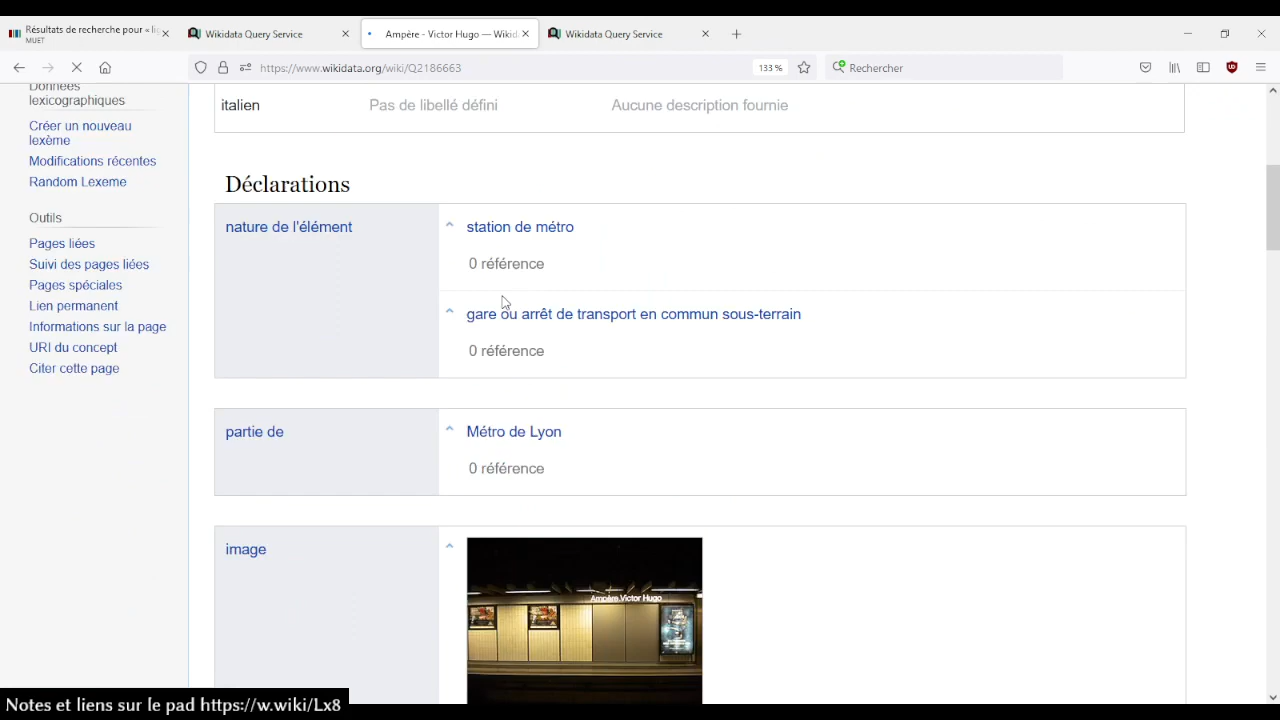 Résultats de recherche pour « li
MUET
Wikidata Query Service
Ampère - Victor Hugo — Wikid
Wikidata Query Service
https://www.wikidata.org/wiki/Q2186663
133 %
Rechercher
Données
lexicographiques
Créer un nouveau
lexème
Modifications récentes
Random Lexeme
Outils
Pages liées
Suivi des pages liées
Pages spéciales
Lien permanent
Informations sur la page
URI du concept
Citer cette page
italien
Pas de libellé défini
Aucune description fournie
Déclarations
nature de l'élément
station de métro
0 référence
gare ou arrêt de transport en commun sous-terrain
0 référence
partie de
Métro de Lyon
0 référence
image
Ampère Victor Hugo
Notes et liens sur le pad https://w.wiki/Lx8